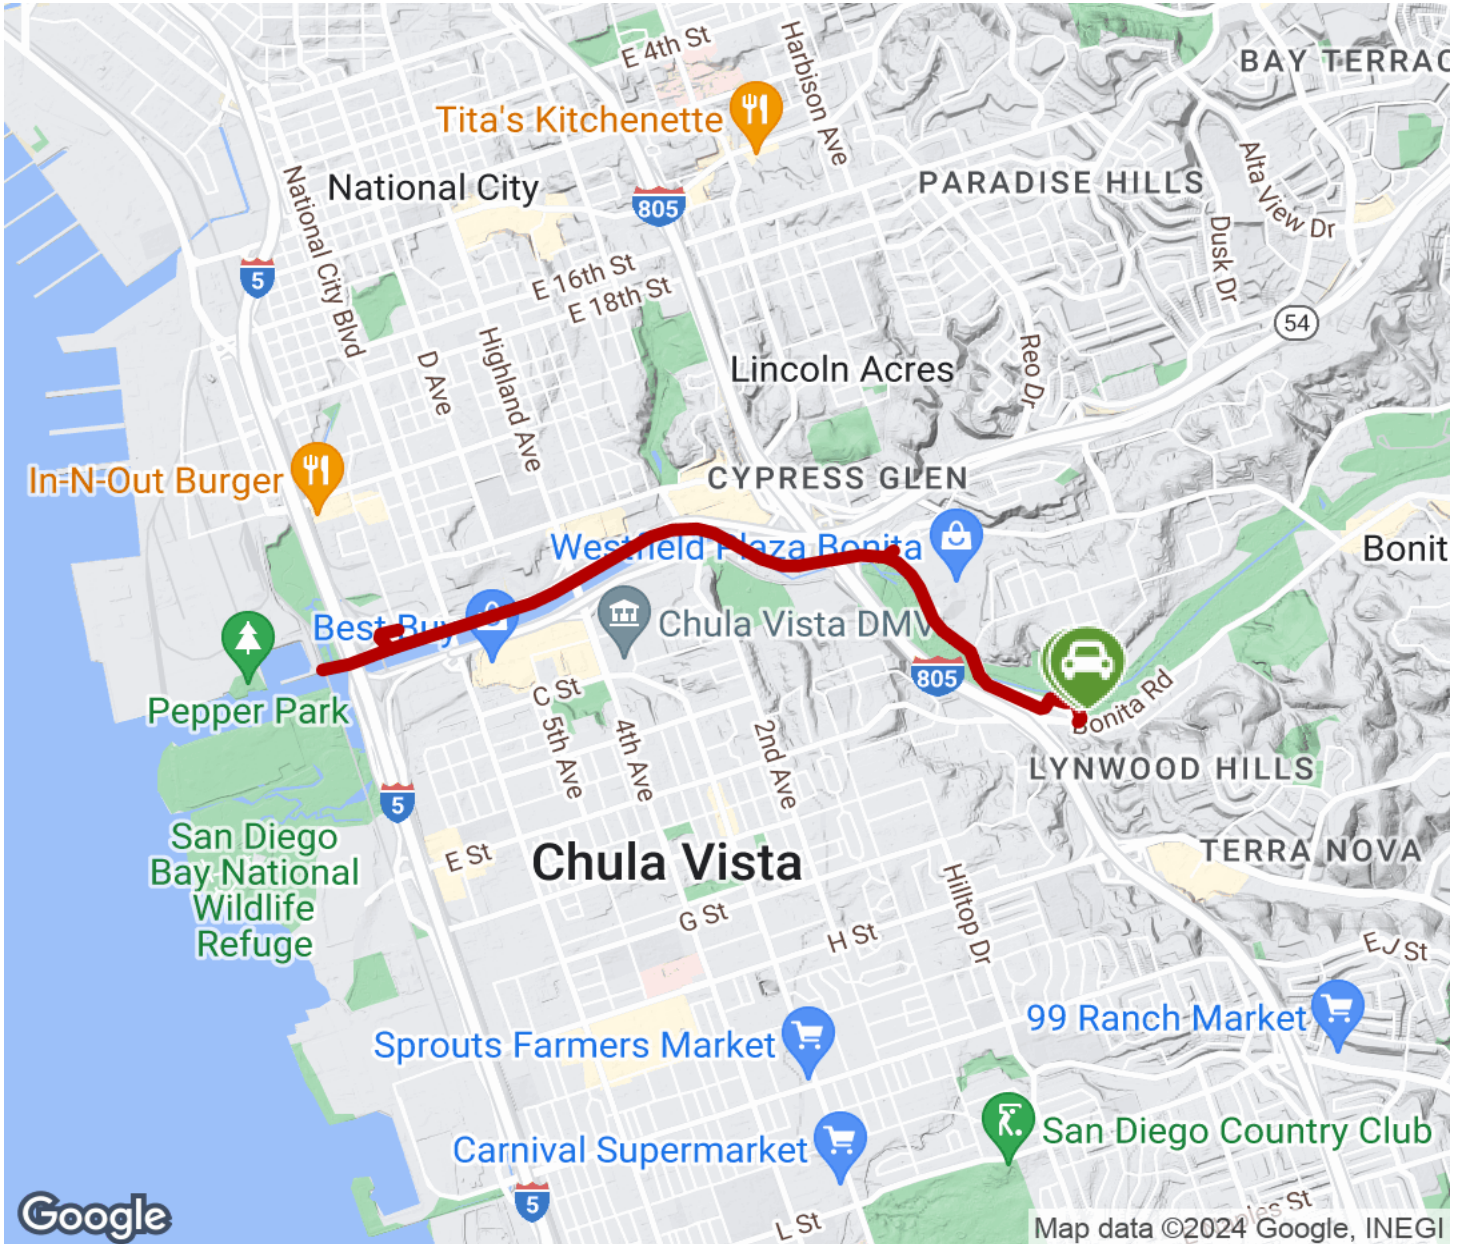 E 4th St
Harbison Ave
BAY TERRAC
Tita's Kitchenette
National City Blvd
National City
805
PARADISE HILLS
Alta View Dr
Dusk Dr
5
E 16th St
E 18th St
54
D Ave
Highland Ave
Lincoln Acres
Reo Dr
In-N-Out Burger
CYPRESS GLEN
Westfield Plaza Bonita
Bonit
Best Buy
Chula Vista DMV
805
Pepper Park
C St
5th Ave
4th Ave
2nd Ave
Bonita Rd
LYNWOOD HILLS
5
San Diego
Bay National
Wildlife
Refuge
E St
Chula Vista
TERRA NOVA
G St
H St
Hilltop Dr
E J St
Sprouts Farmers Market
99 Ranch Market
Carnival Supermarket
San Diego Country Club
5
L St
Google
Map data ©2024 Google, INEGI